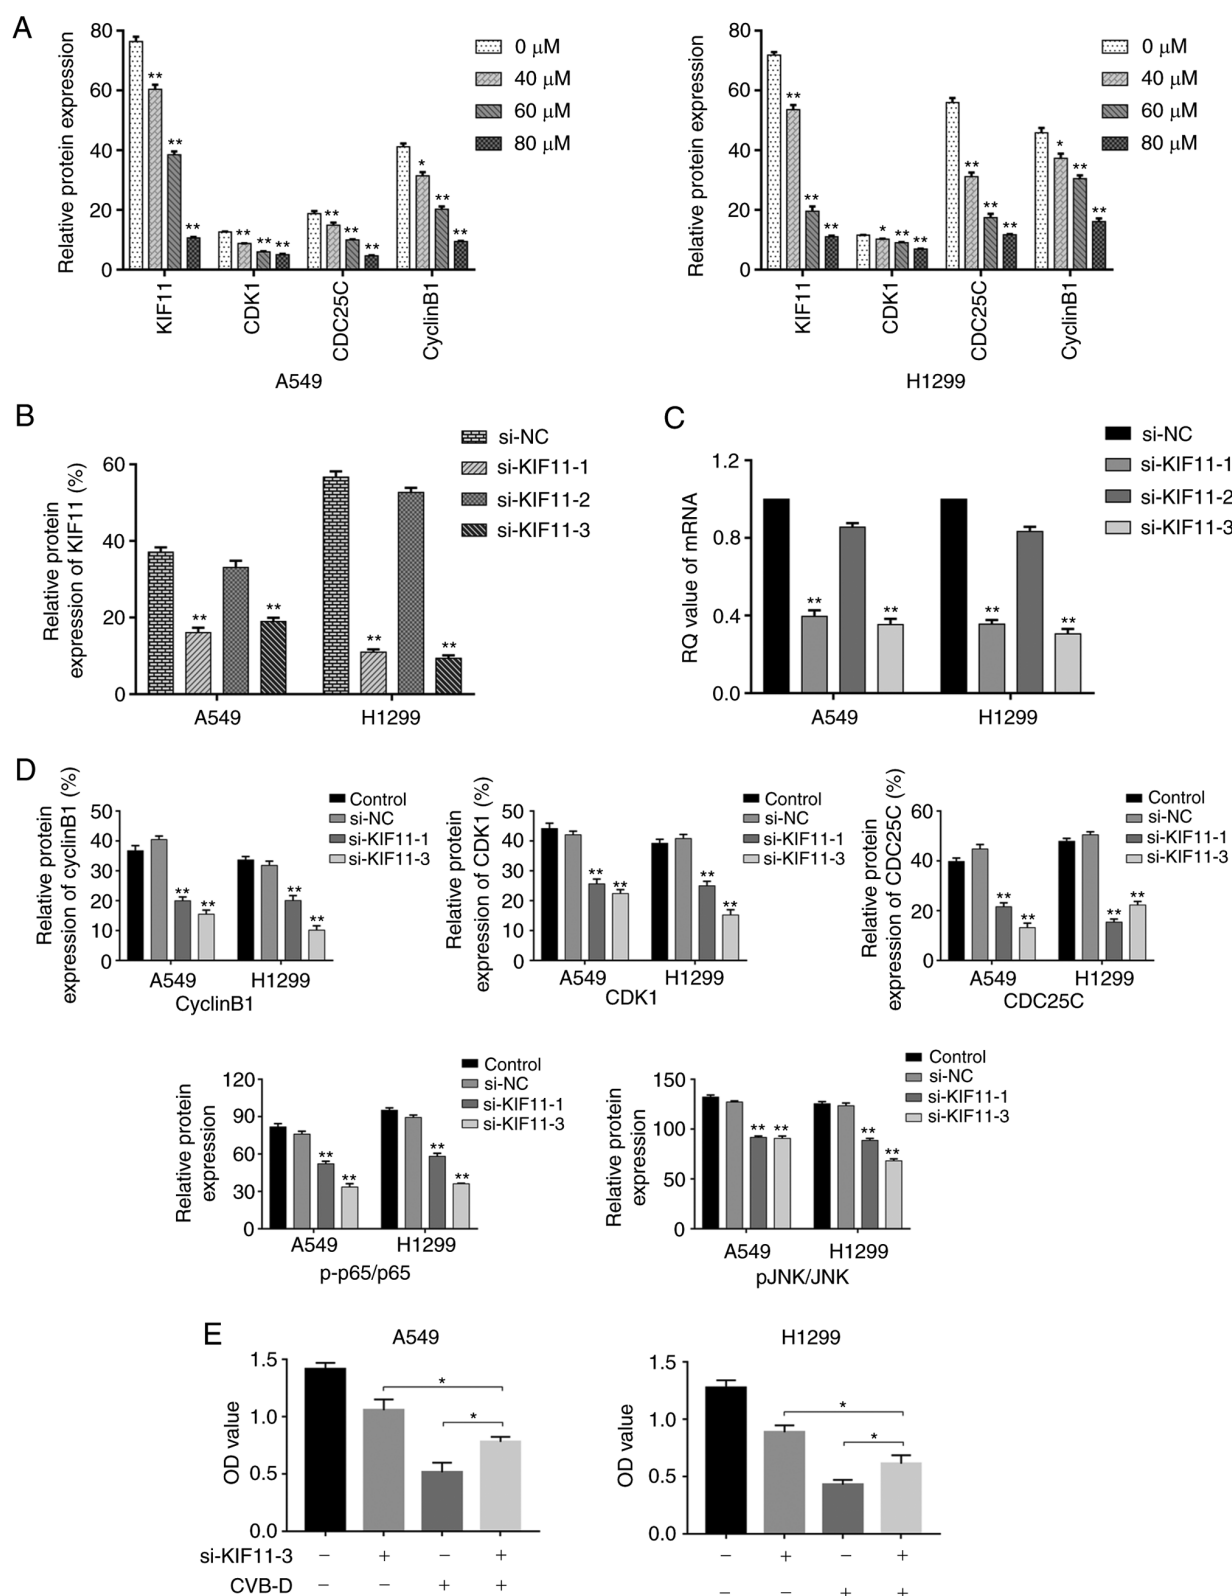 A
Relative protein expression
80
60
40
20
0
0 µM
40 µM
60 µM
80 µM
** ** ** ** ** ** ** ** ** * ** **
KIF11
CDK1
CDC25C
CyclinB1
A549
Relative protein expression
80
60
40
20
0
0 µM
40 µM
60 µM
80 µM
** ** ** * ** ** ** ** ** * ** **
KIF11
CDK1
CDC25C
CyclinB1
H1299
B
Relative protein
expression of KIF11 (%)
60
40
20
0
si-NC
si-KIF11-1
si-KIF11-2
si-KIF11-3
** ** ** **
A549 H1299
C
RQ value of mRNA
1.2
0.8
0.4
0.0
si-NC
si-KIF11-1
si-KIF11-2
si-KIF11-3
** ** ** **
A549 H1299
D
Relative protein
expression of cyclinB1 (%)
50
40
30
20
10
0
Control
si-NC
si-KIF11-1
si-KIF11-3
** ** ** **
A549 H1299
CyclinB1
Relative protein
expression of CDK1 (%)
50
40
30
20
10
0
Control
si-NC
si-KIF11-1
si-KIF11-3
** ** ** **
A549 H1299
CDK1
Relative protein
expression of CDC25C (%)
60
40
20
0
Control
si-NC
si-KIF11-1
si-KIF11-3
** ** ** **
A549 H1299
CDC25C
Relative protein
expression
120
90
60
30
0
Control
si-NC
si-KIF11-1
si-KIF11-3
** ** ** **
A549 H1299
p-p65/p65
Relative protein
expression
150
100
50
0
Control
si-NC
si-KIF11-1
si-KIF11-3
** ** ** **
A549 H1299
pJNK/JNK
E
A549
OD value
1.5
1.0
0.5
0.0
*
*
si-KIF11-3 – + – +
CVB-D – – + +
H1299
OD value
1.5
1.0
0.5
0.0
*
*
– + – +
– – + +